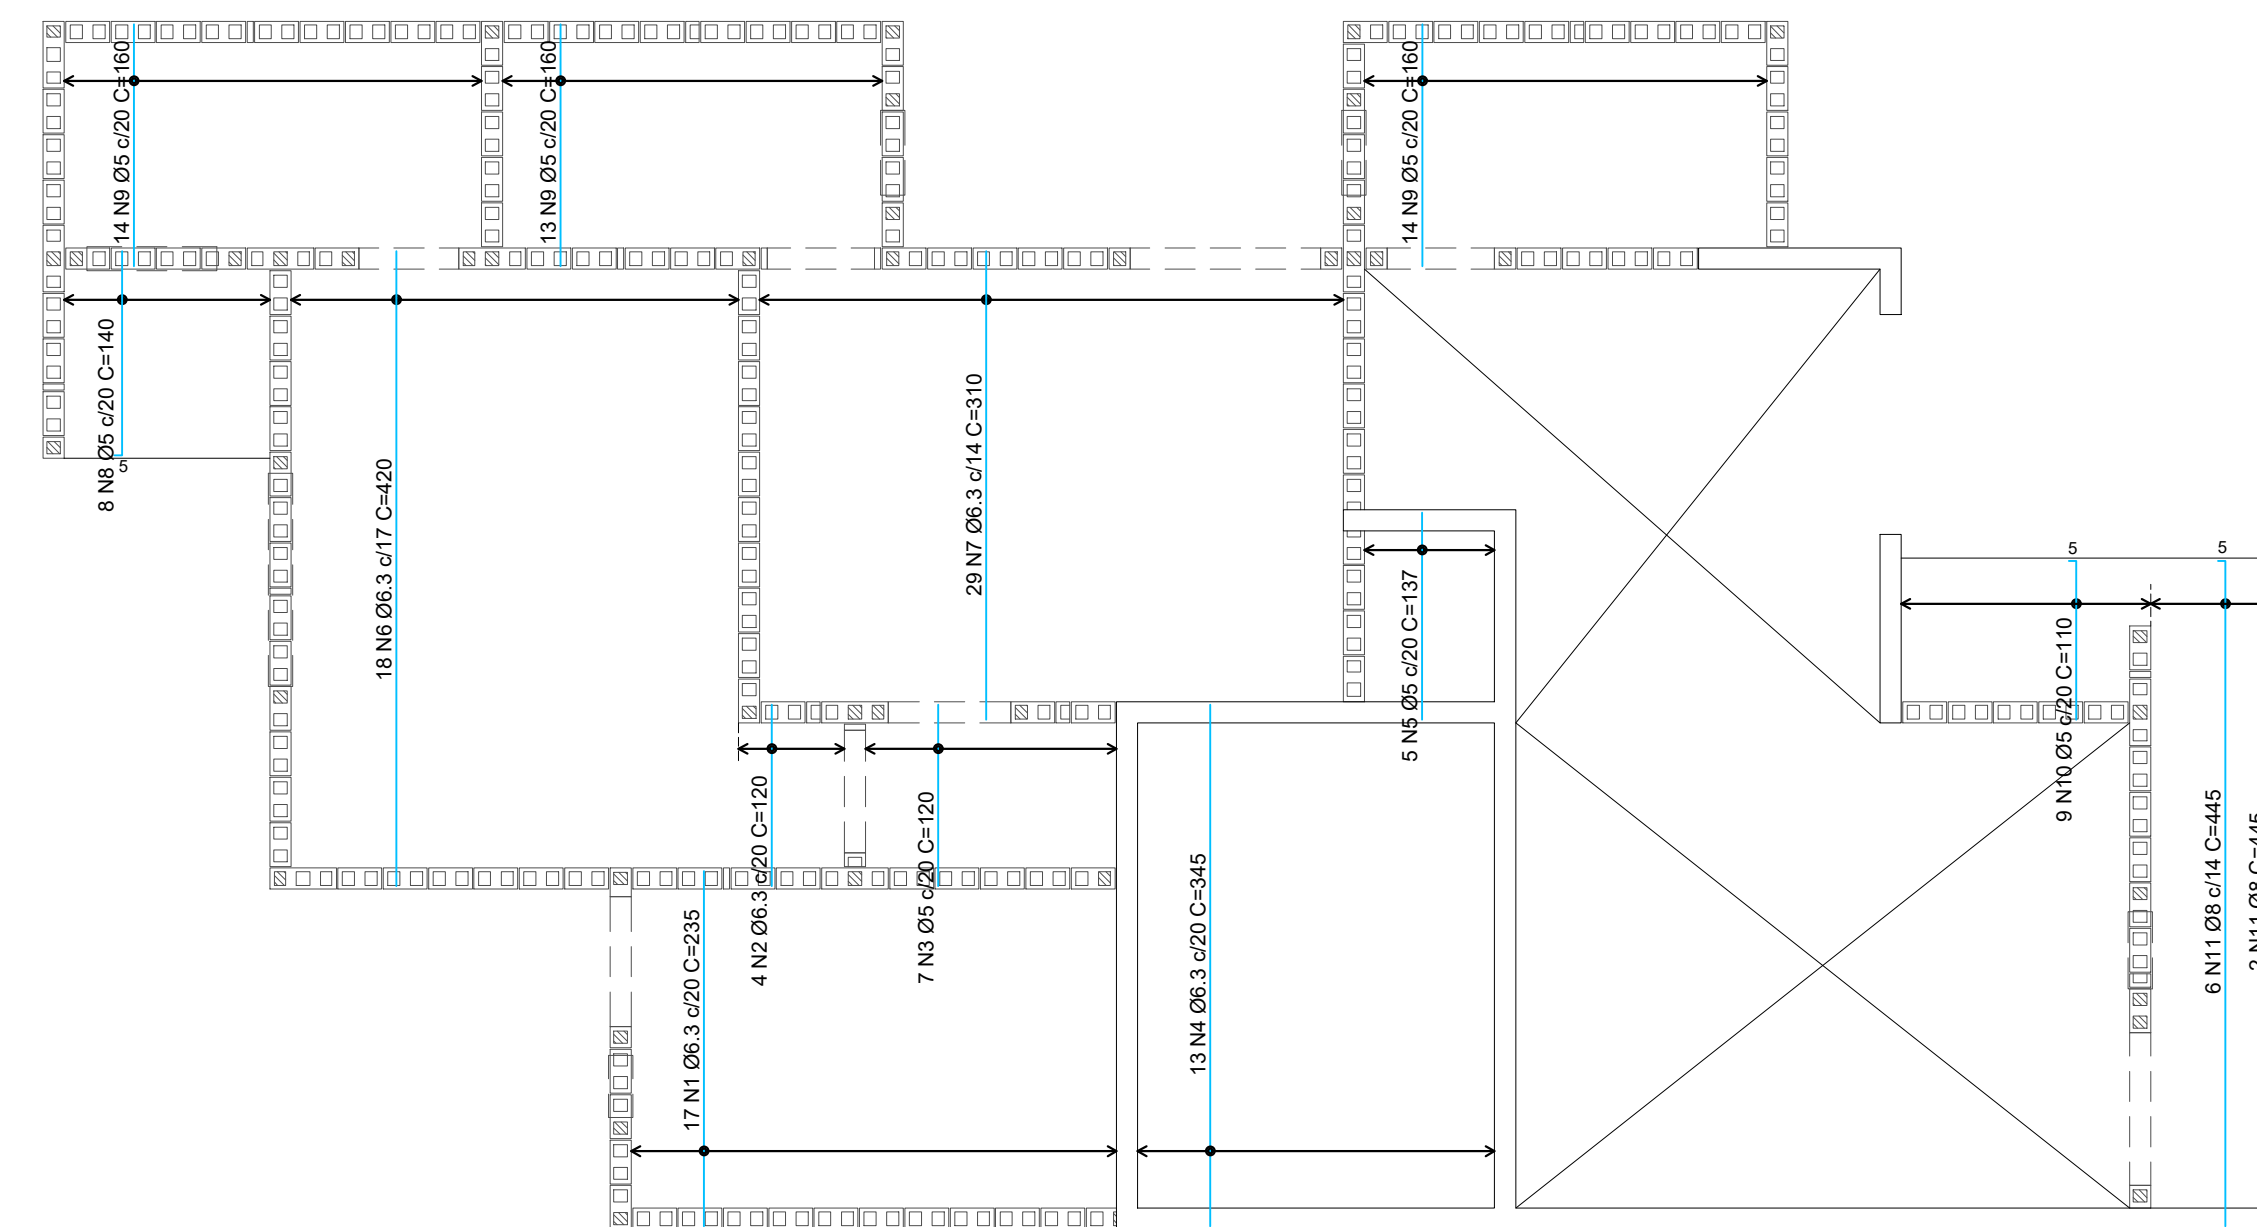 14 N9 Ø5 c/20 C=160
13 N9 Ø5 c/20 C=160
14 N9 Ø5 c/20 C=160
8 N8 Ø5 c/20 C=140
5
18 N6 Ø6.3 c/17 C=420
29 N7 Ø6.3 c/14 C=310
5 N5 Ø5 c/20 C=137
5
9 N10 Ø5 c/20 C=110
5
6 N11 Ø8 c/14 C=445
4 N2 Ø6.3 c/20 C=120
7 N3 Ø5 c/20 C=120
17 N1 Ø6.3 c/20 C=235
13 N4 Ø6.3 c/20 C=345
N11 Ø8 C=445